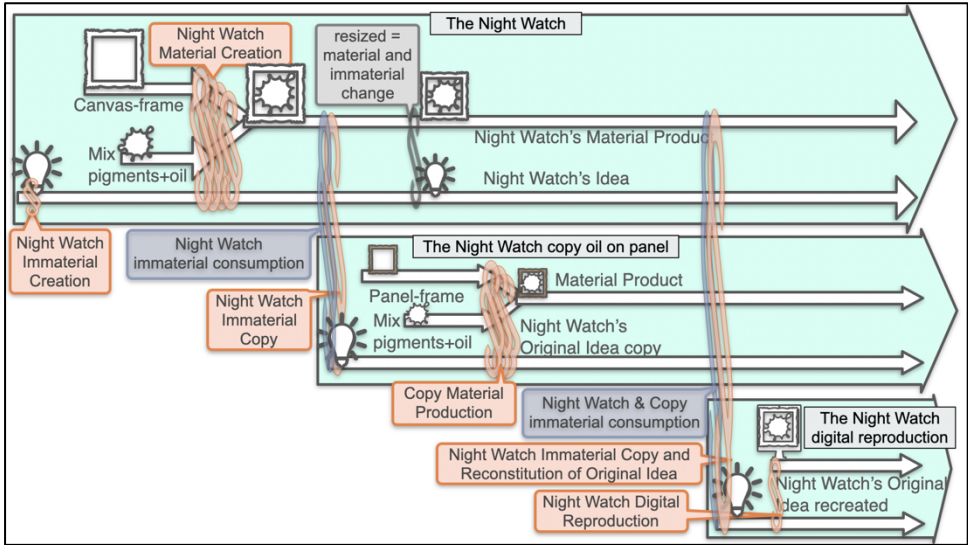 The Night Watch
Night Watch
Material Creation
resized =
material and
immaterial
change
Canvas-frame
Mix
pigments+oil
Night Watch's Material Produc
Night Watch's Idea
Night Watch
Immaterial
Creation
Night Watch
immaterial consumption
Night Watch
Immaterial
Copy
The Night Watch copy oil on panel
Panel-frame
Mix
pigments+oil
Material Product
Night Watch's
Original Idea copy
Copy Material
Production
Night Watch & Copy
immaterial consumption
The Night Watch
digital reproduction
Night Watch Immaterial Copy and
Reconstitution of Original Idea
Night Watch's Original
idea recreated
Night Watch Digital
Reproduction